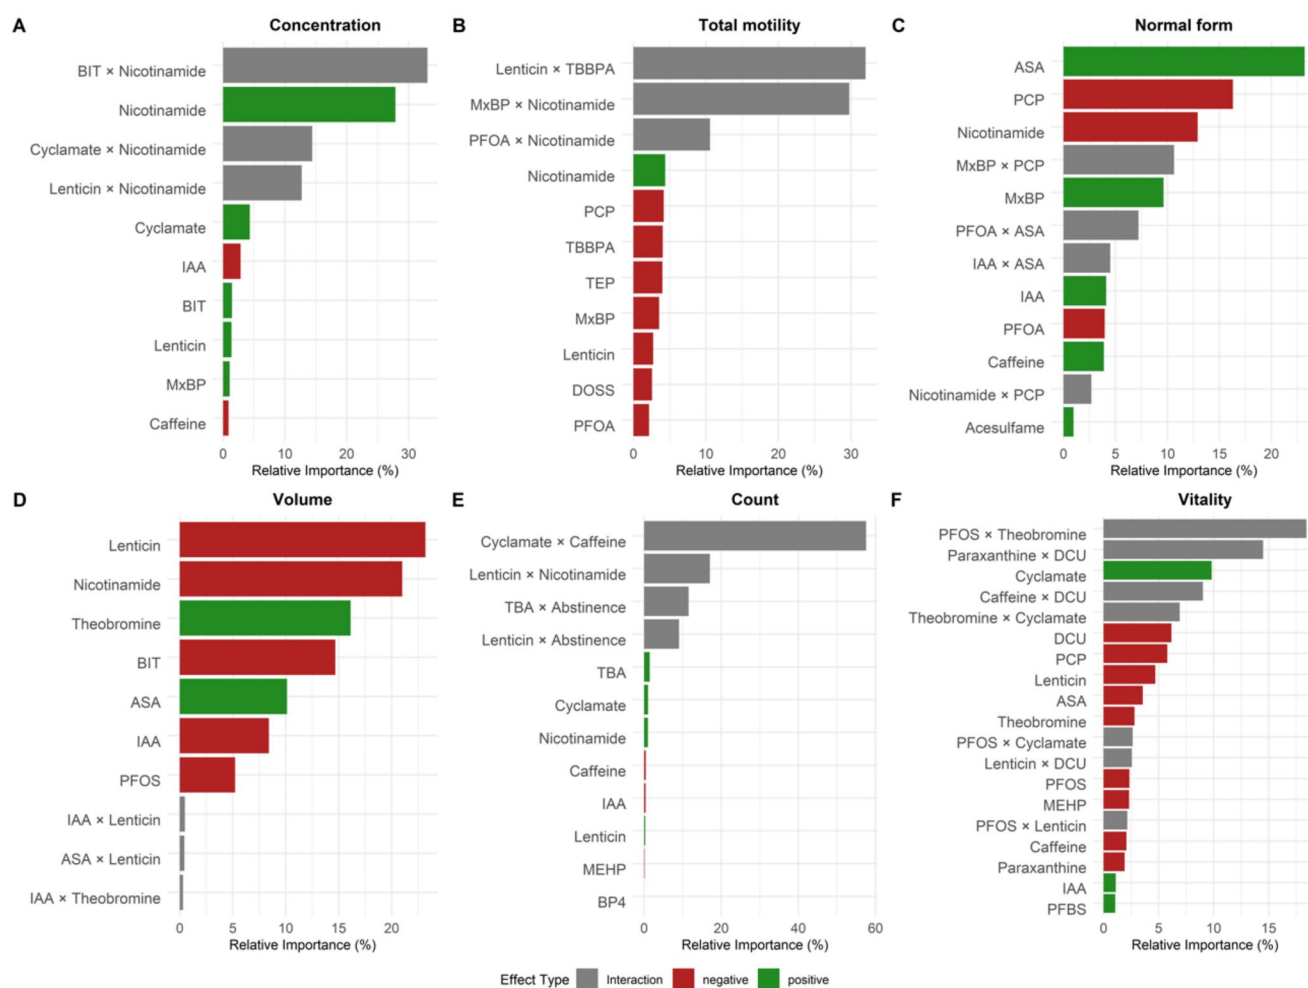 A
Concentration
BIT × Nicotinamide
Nicotinamide
Cyclamate × Nicotinamide
Lenticin × Nicotinamide
Cyclamate
IAA
BIT
Lenticin
MxBP
Caffeine
0 10 20 30
Relative Importance (%)
B
Total motility
Lenticin × TBBPA
MxBP × Nicotinamide
PFOA × Nicotinamide
Nicotinamide
PCP
TBBPA
TEP
MxBP
Lenticin
DOSS
PFOA
0 10 20 30
Relative Importance (%)
C
Normal form
ASA
PCP
Nicotinamide
MxBP × PCP
MxBP
PFOA × ASA
IAA × ASA
IAA
PFOA
Caffeine
Nicotinamide × PCP
Acesulfame
0 5 10 15 20
Relative Importance (%)
D
Volume
Lenticin
Nicotinamide
Theobromine
BIT
ASA
IAA
PFOS
IAA × Lenticin
ASA × Lenticin
IAA × Theobromine
0 5 10 15 20
Relative Importance (%)
E
Count
Cyclamate × Caffeine
Lenticin × Nicotinamide
TBA × Abstinence
Lenticin × Abstinence
TBA
Cyclamate
Nicotinamide
Caffeine
IAA
Lenticin
MEHP
BP4
0 20 40 60
Relative Importance (%)
F
Vitality
PFOS × Theobromine
Paraxanthine × DCU
Cyclamate
Caffeine × DCU
Theobromine × Cyclamate
DCU
PCP
Lenticin
ASA
Theobromine
PFOS × Cyclamate
Lenticin × DCU
PFOS
MEHP
PFOS × Lenticin
Caffeine
Paraxanthine
IAA
PFBS
0 5 10 15
Relative Importance (%)
Effect Type Interaction negative positive